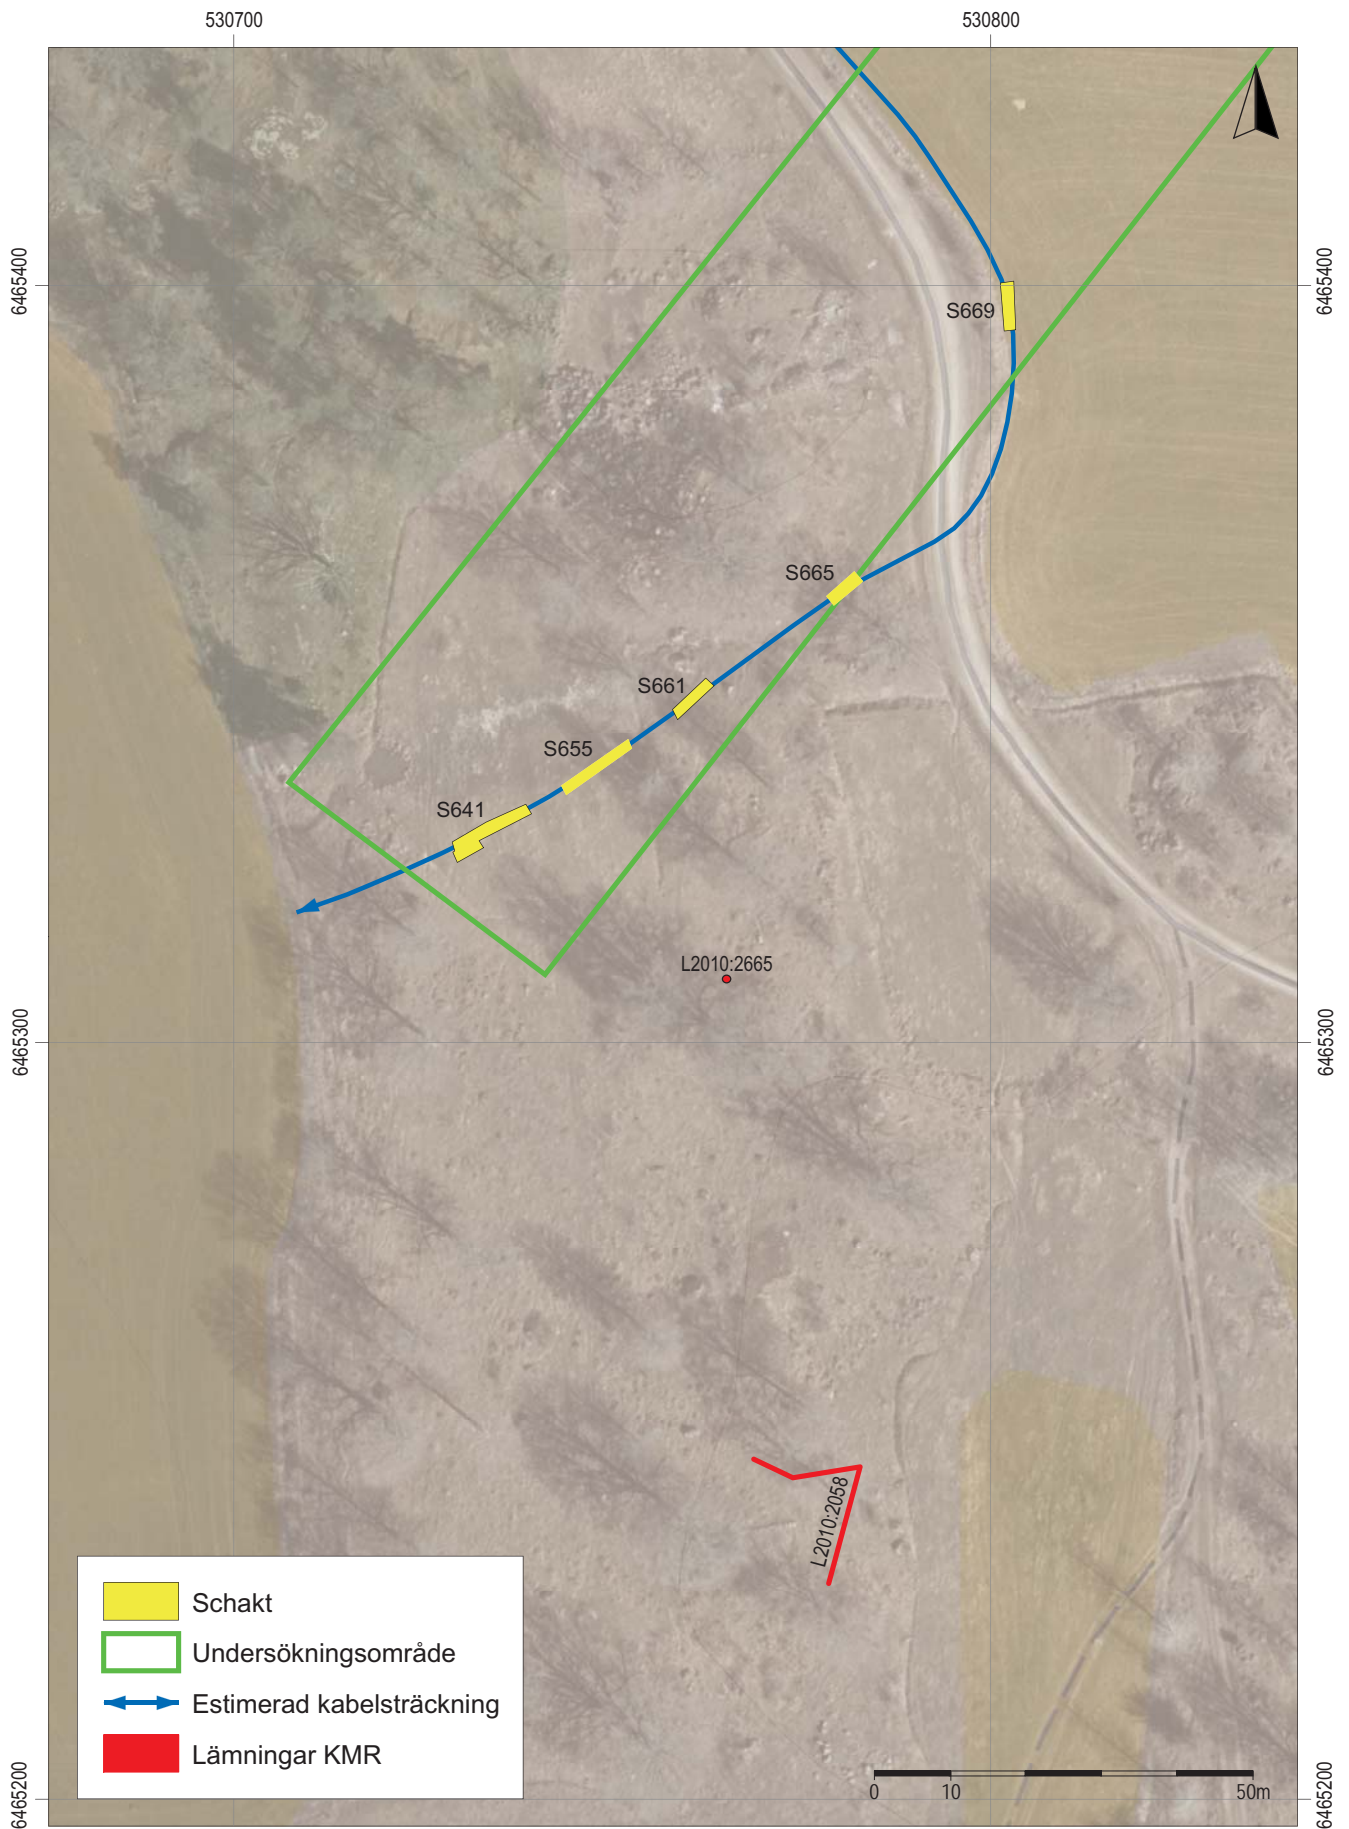 530700
530800
6465400
6465400
S669
S665
S661
S655
S641
L2010:2665
6465300
6465300
L2010:2058
Schakt
Undersökningsområde
Estimerad kabelsträckning
Lämningar KMR
0
10
50m
6465200
6465200